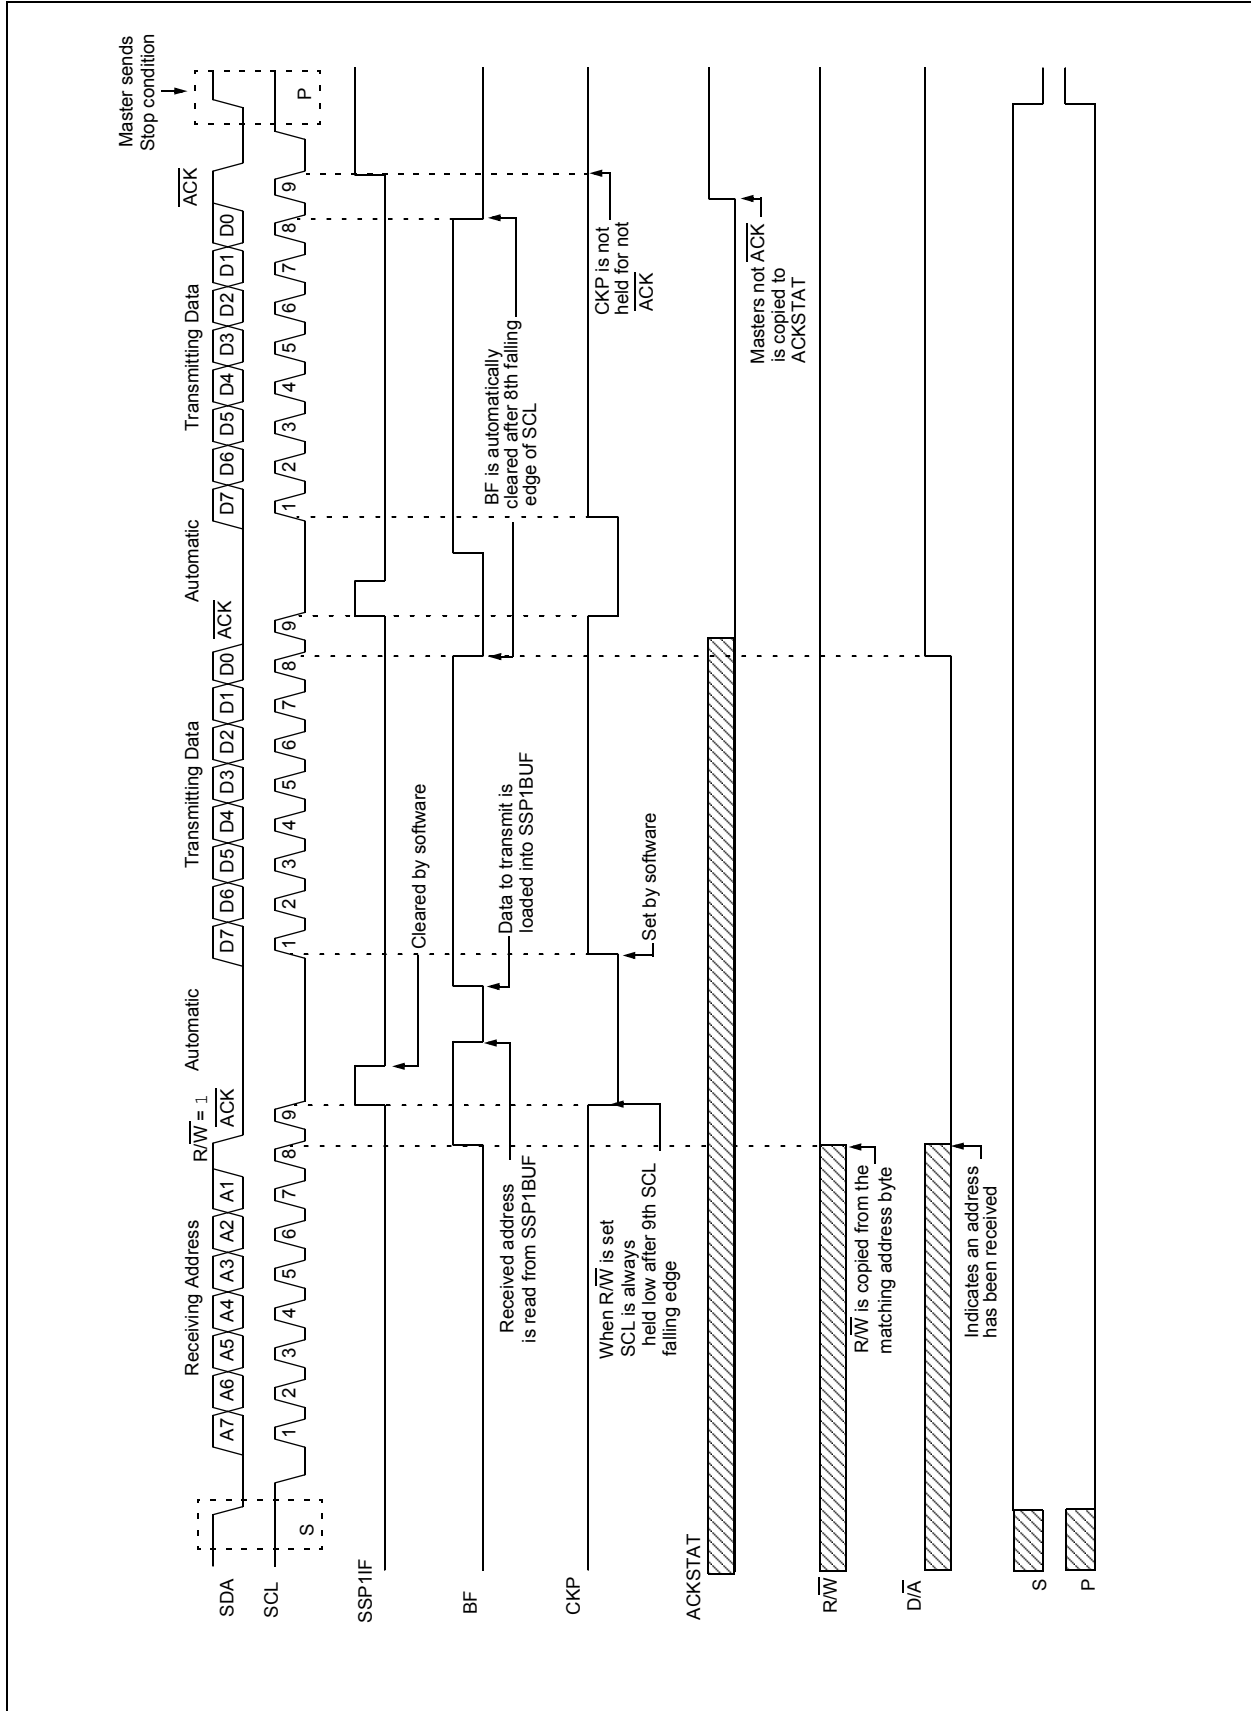 Master sends
Stop condition
Receiving Address
R/W = 1
ACK
Automatic
Transmitting Data
ACK
Automatic
Transmitting Data
ACK
SDA
A7 A6 A5 A4 A3 A2 A1
D7 D6 D5 D4 D3 D2 D1 D0
D7 D6 D5 D4 D3 D2 D1 D0
SCL
S
1 2 3 4 5 6 7 8 9
1 2 3 4 5 6 7 8 9
1 2 3 4 5 6 7 8 9
P
SSP1IF
Cleared by software
BF
Received address
is read from SSP1BUF
Data to transmit is
loaded into SSP1BUF
BF is automatically
cleared after 8th falling
edge of SCL
CKP
When R/W is set
SCL is always
held low after 9th SCL
falling edge
Set by software
CKP is not
held for not
ACK
ACKSTAT
Masters not ACK
is copied to
ACKSTAT
R/W
R/W is copied from the
matching address byte
D/A
Indicates an address
has been received
S
P